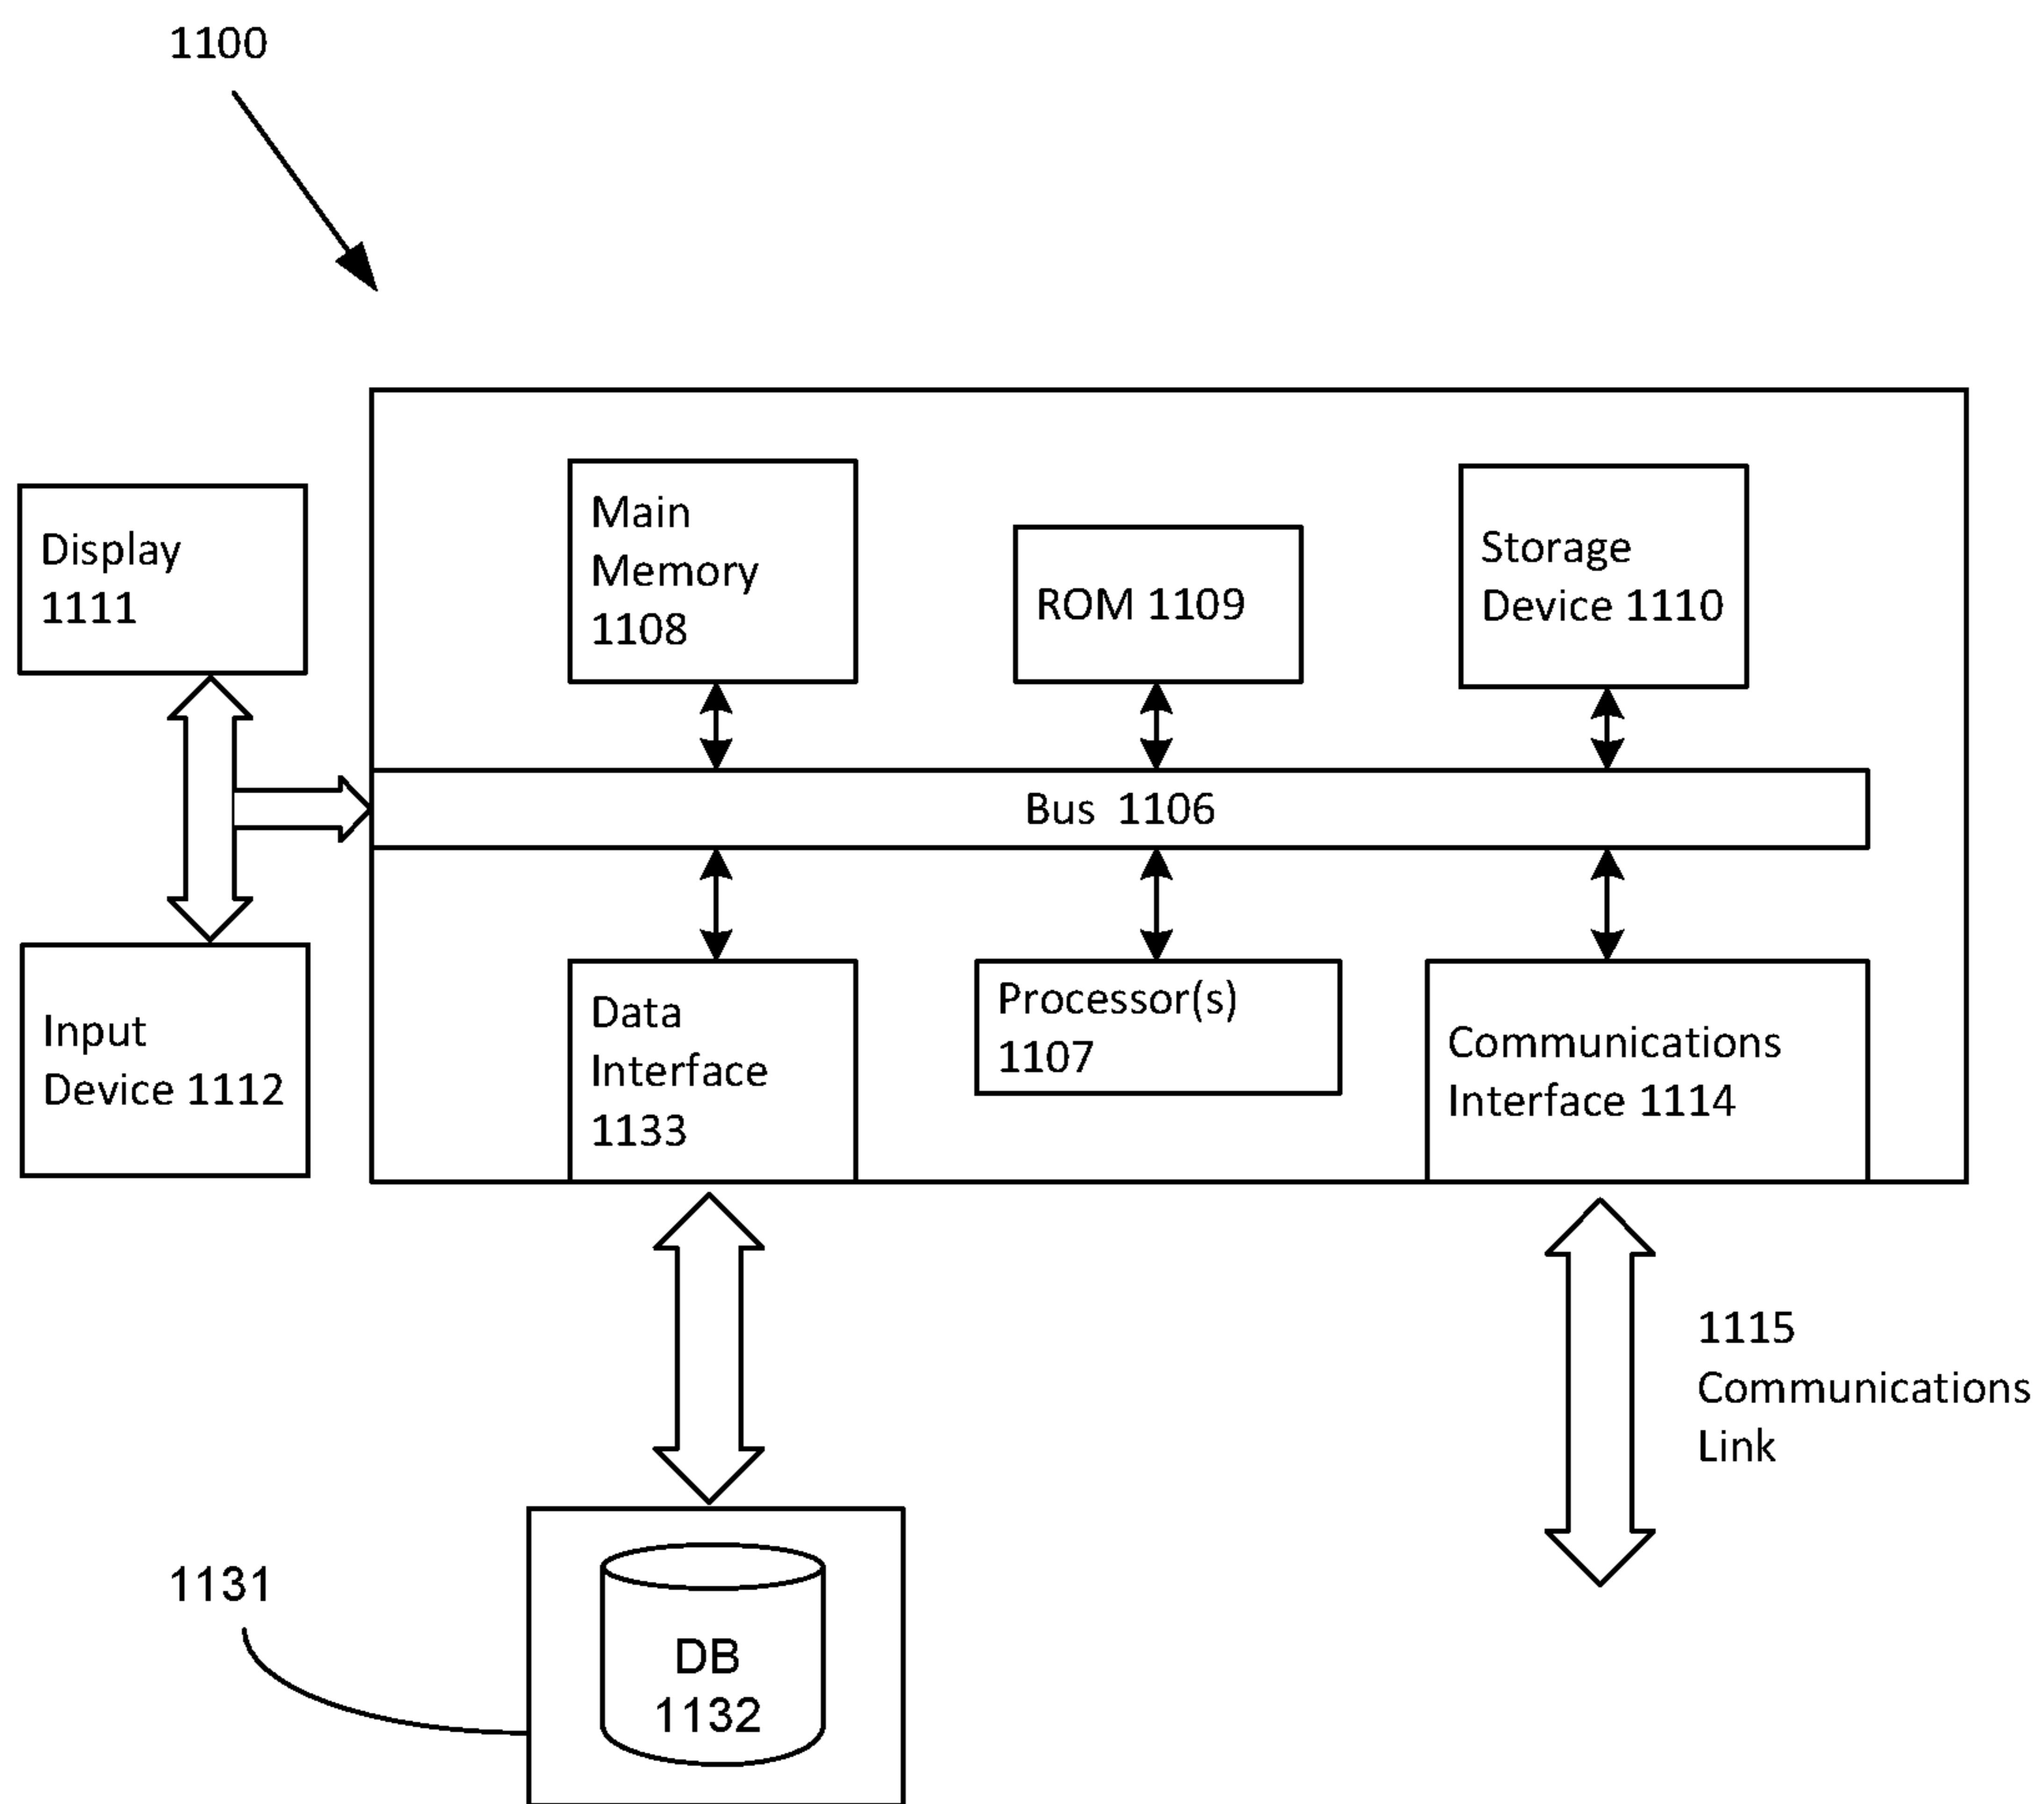 1100
Display
1111
Main
Memory
1108
ROM 1109
Storage
Device 1110
Bus 1106
Input
Device 1112
Data
Interface
1133
Processor(s)
1107
Communications
Interface 1114
1115
Communications
Link
1131
DB
1132